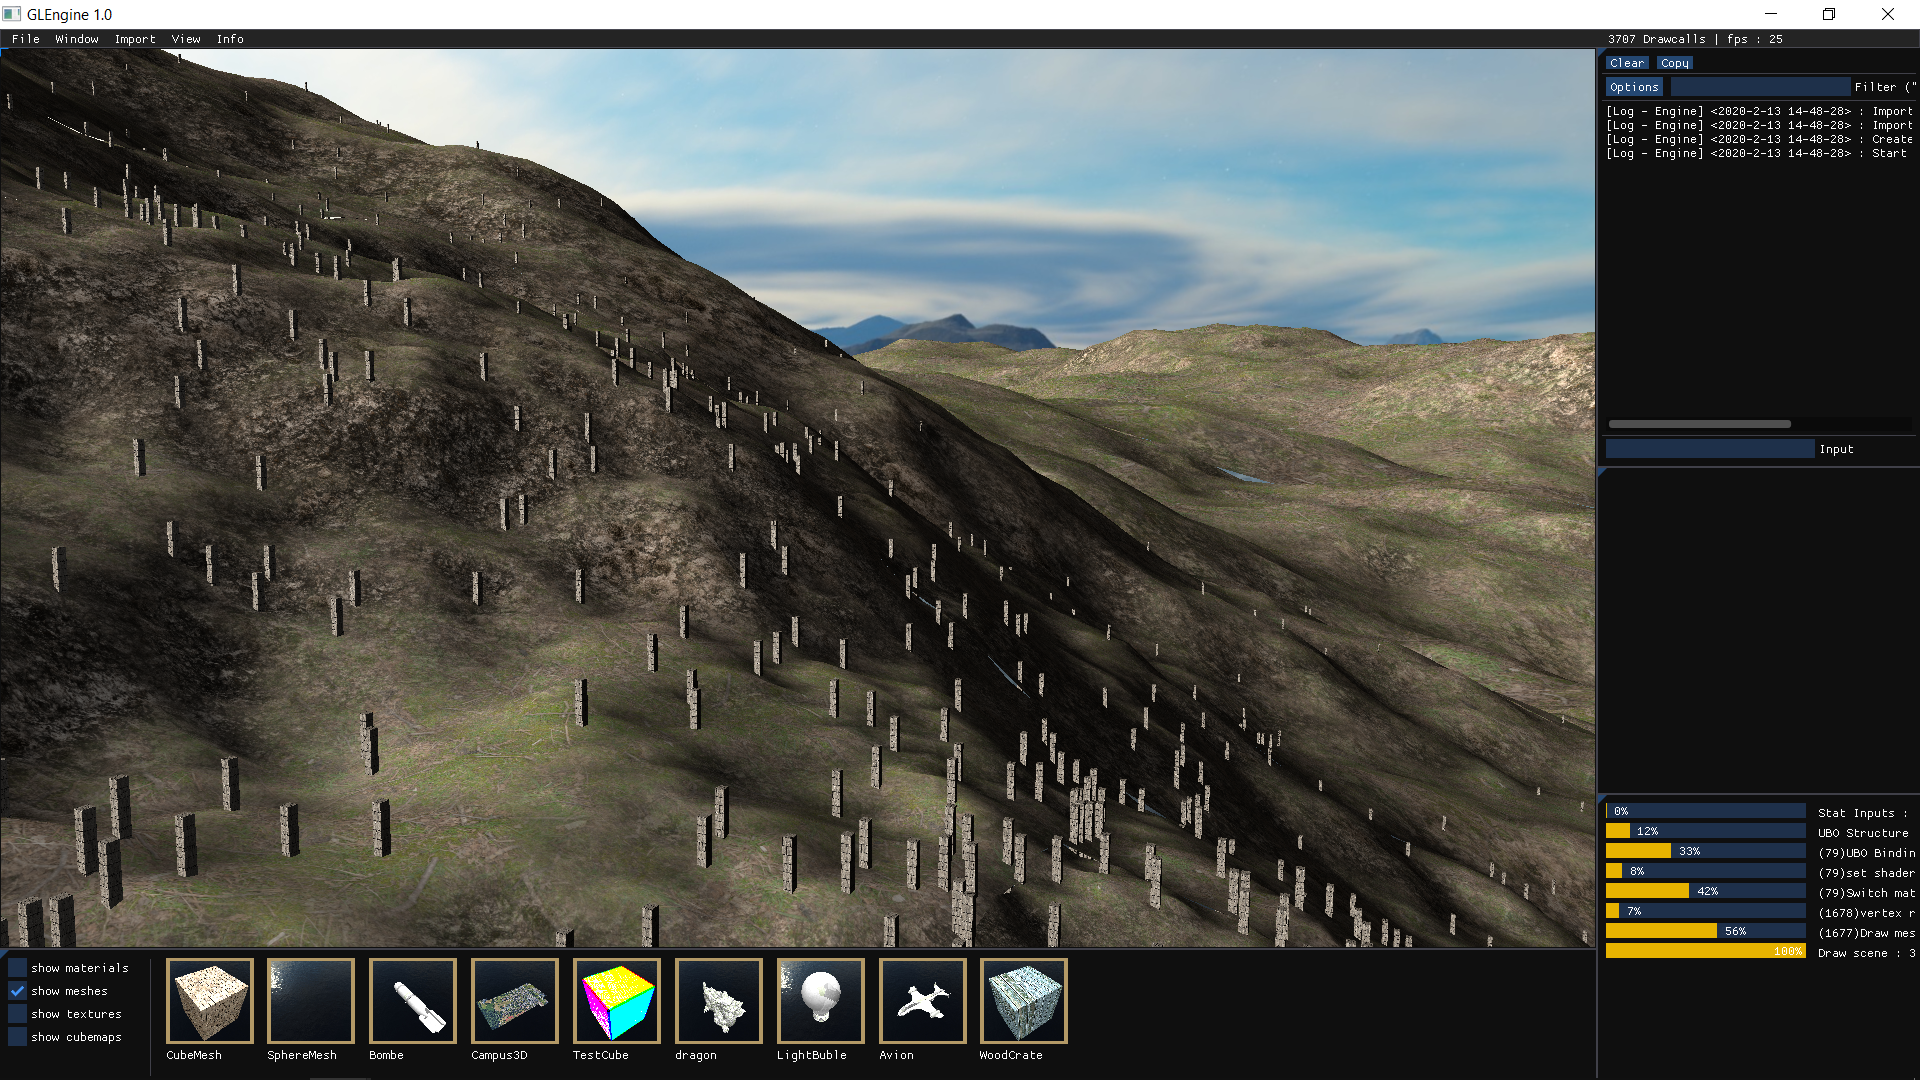 GLEngine 1.0
File Window Import View Info
3707 Drawcalls | fps : 25
Clear Copy
Options Filter ("
[Log - Engine] <2020-2-13 14-48-28> : Import
[Log - Engine] <2020-2-13 14-48-28> : Import
[Log - Engine] <2020-2-13 14-48-28> : Create
[Log - Engine] <2020-2-13 14-48-28> : Start
Input
0% Stat Inputs :
12% UBO Structure
33% (79)UBO Bindin
8% (79)set shader
42% (79)Switch mat
7% (1678)vertex r
56% (1677)Draw mes
100% Draw scene : 3
show materials
show meshes
show textures
show cubemaps
CubeMesh SphereMesh Bombe Campus3D TestCube dragon LightBuble Avion WoodCrate